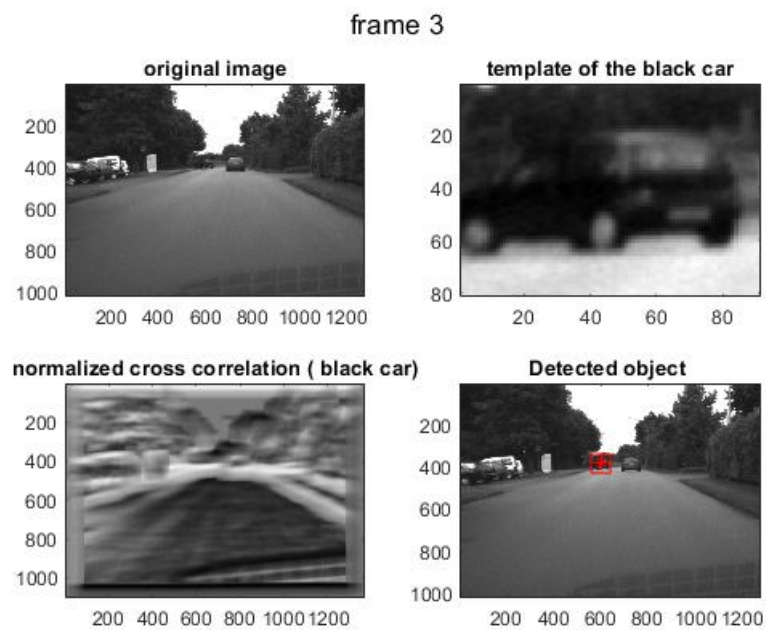 frame 3
original image
200
400
600
800
1000
200 400 600 800 1000 1200
template of the black car
20
40
60
80
20 40 60 80
normalized cross correlation ( black car)
200
400
600
800
1000
200 400 600 800 1000 1200
Detected object
200
400
600
800
1000
200 400 600 800 1000 1200